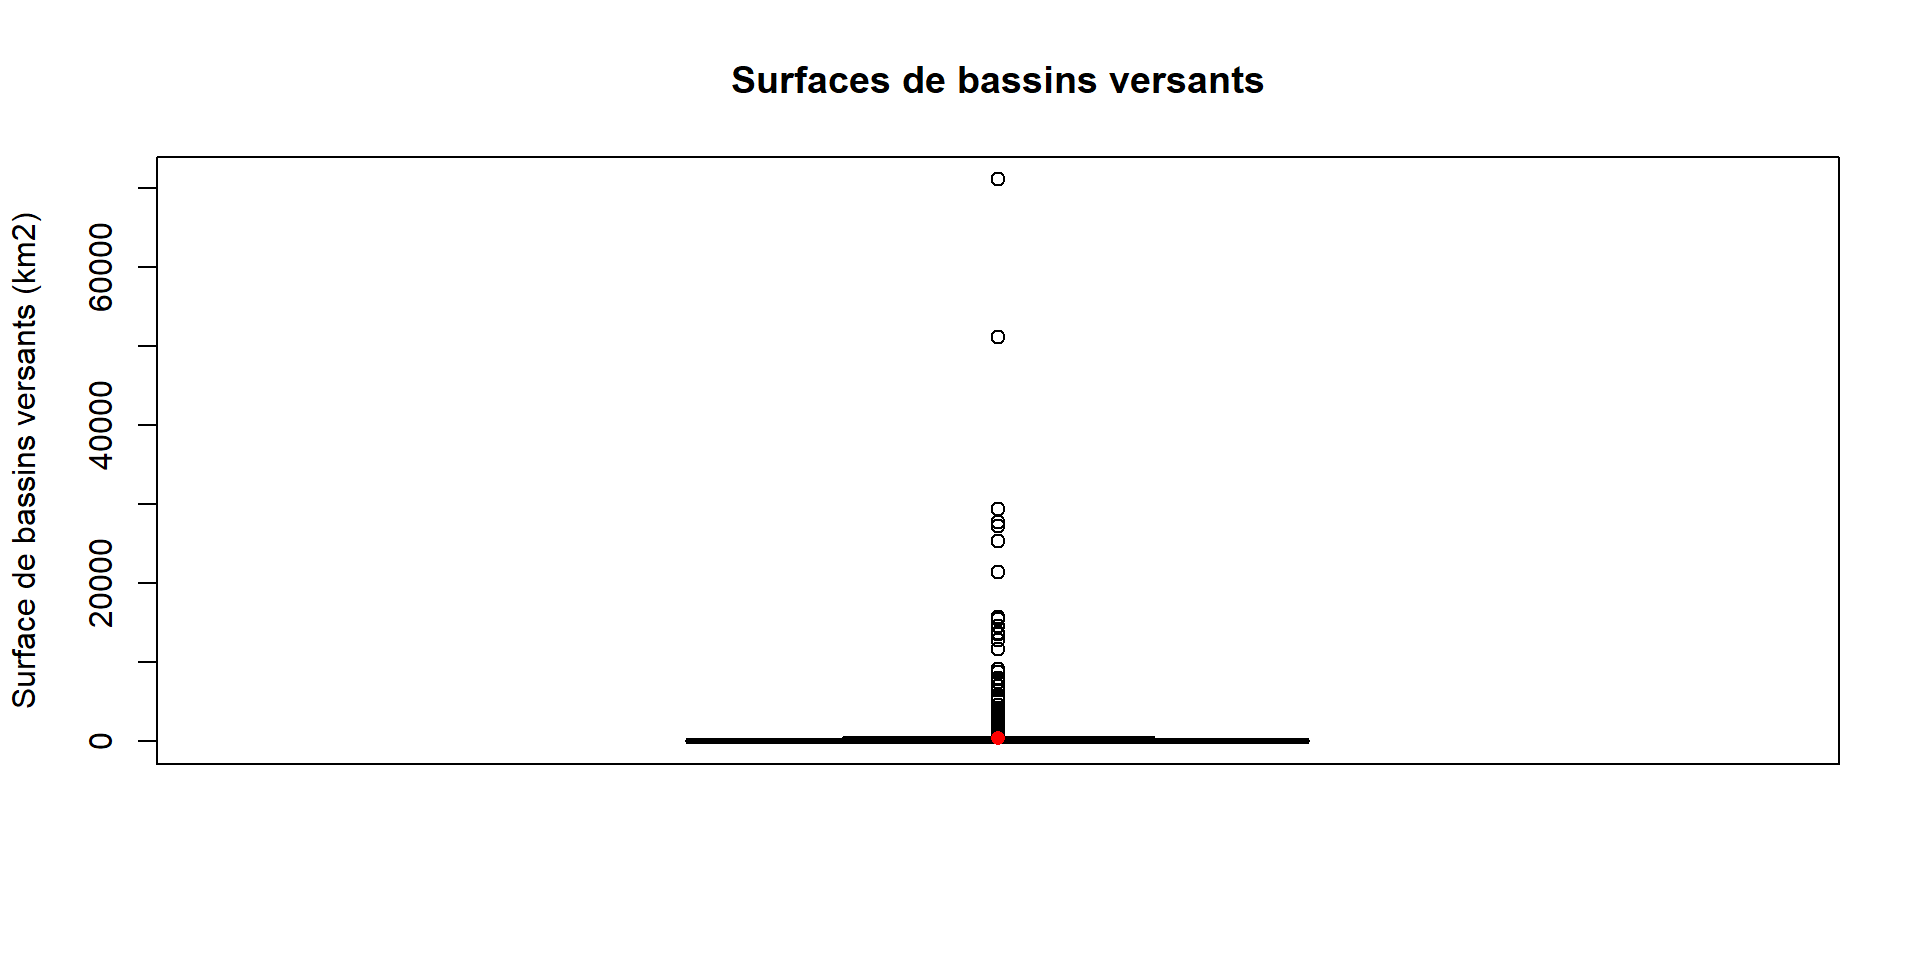 Surfaces de bassins versants
Surface de bassins versants (km2)
60000
40000
20000
0